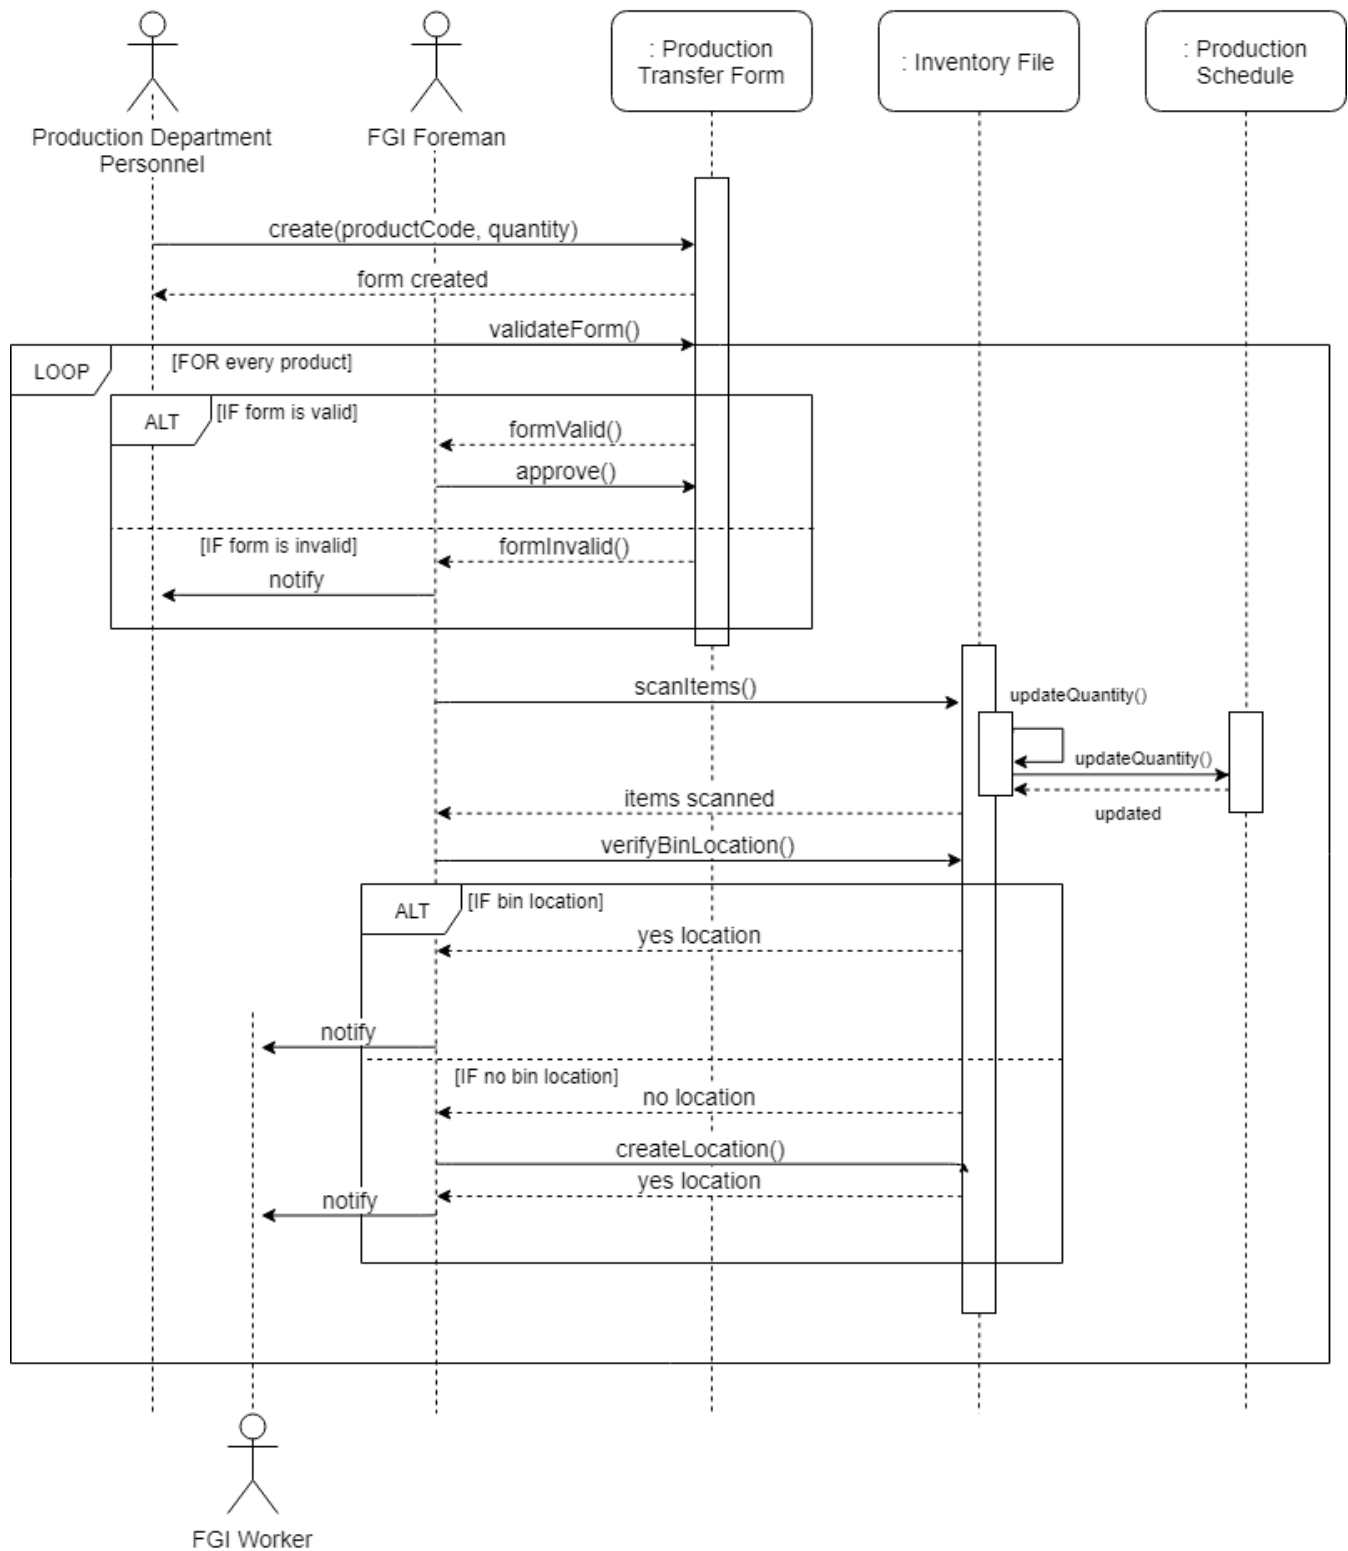 : Production
Transfer Form
: Inventory File
: Production
Schedule
Production Department
Personnel
FGI Foreman
create(productCode, quantity)
form created
validateForm()
LOOP
[FOR every product]
ALT
[IF form is valid]
formValid()
approve()
[IF form is invalid]
formInvalid()
notify
scanItems()
updateQuantity()
updateQuantity()
items scanned
updated
verifyBinLocation()
ALT
[IF bin location]
yes location
notify
[IF no bin location]
no location
createLocation()
yes location
notify
FGI Worker